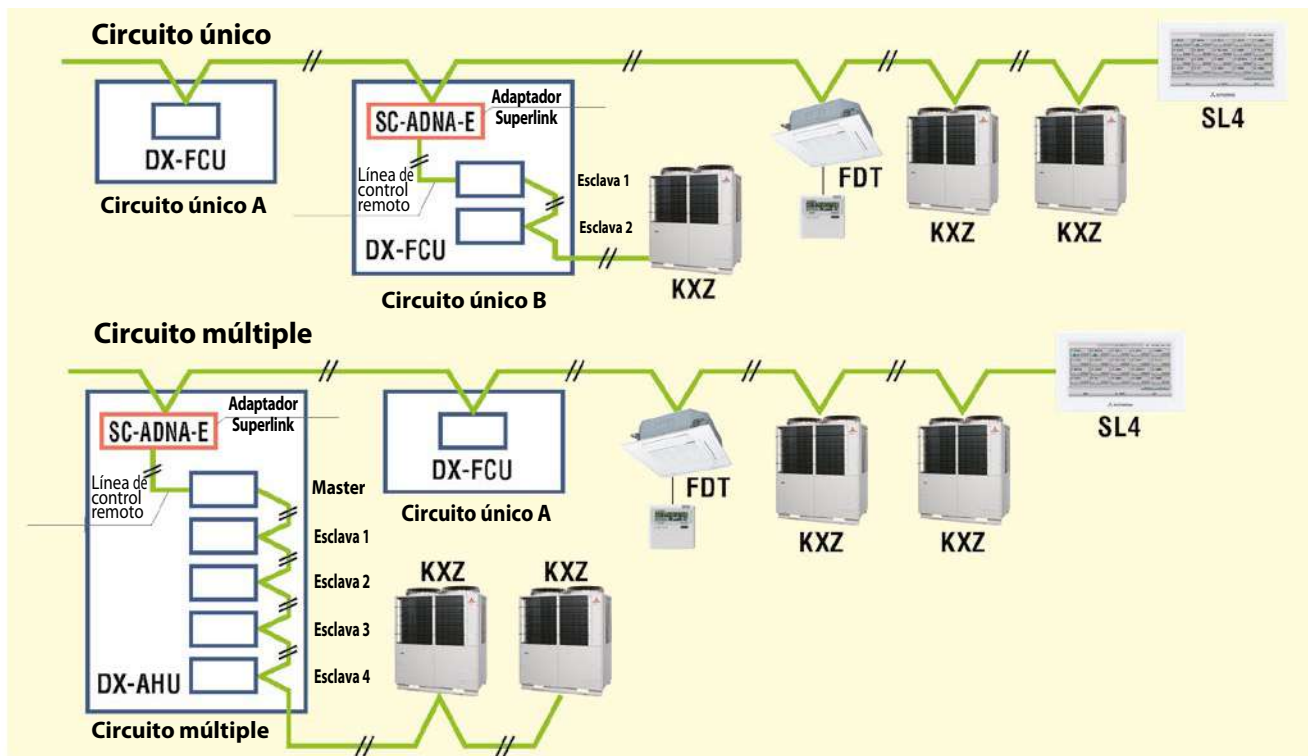 Circuito único
SL4
DX-FCU
Circuito único A
SC-ADNA-E
Adaptador
Superlink
Línea de
control
remoto
Esclava 1
Esclava 2
DX-FCU
Circuito único B
KXZ
FDT
KXZ
KXZ
Circuito múltiple
SL4
SC-ADNA-E
Adaptador
Superlink
Línea de
control
remoto
Master
Esclava 1
Esclava 2
Esclava 3
Esclava 4
DX-AHU
Circuito múltiple
DX-FCU
Circuito único A
KXZ
KXZ
FDT
KXZ
KXZ